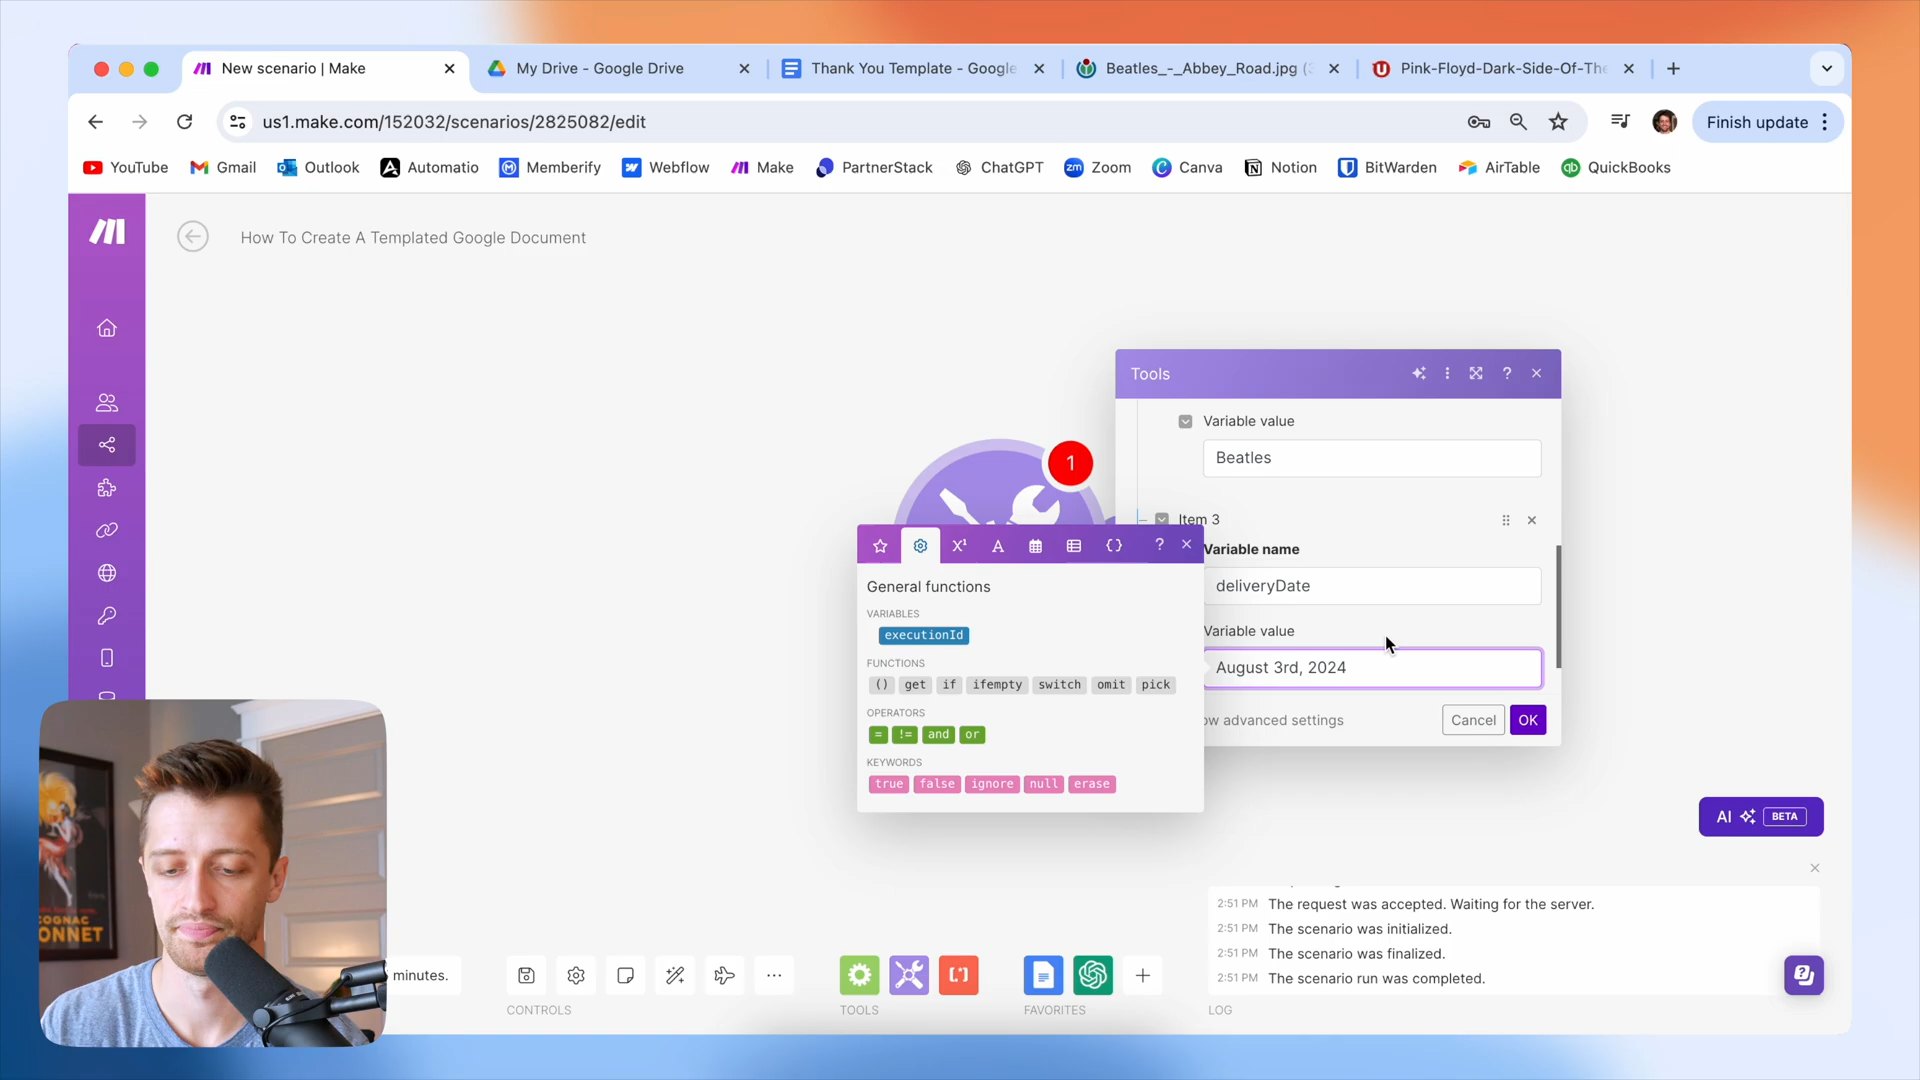 New scenario | Make
My Drive - Google Drive
Thank You Template - Google
Beatles_-_Abbey_Road.jpg (3
Pink-Floyd-Dark-Side-Of-The
us1.make.com/152032/scenarios/2825082/edit
Finish update
YouTube
Gmail
Outlook
Automatio
Memberify
Webflow
Make
PartnerStack
ChatGPT
Zoom
Canva
Notion
BitWarden
AirTable
QuickBooks
How To Create A Templated Google Document
Tools
Variable value
Beatles
1
Item 3
Variable name
deliveryDate
Variable value
August 3rd, 2024
ow advanced settings
Cancel
OK
X¹ A ?
General functions
VARIABLES
executionId
FUNCTIONS
() get if ifempty switch omit pick
OPERATORS
= != and or
KEYWORDS
true false ignore null erase
AI BETA
2:51 PM The request was accepted. Waiting for the server.
2:51 PM The scenario was initialized.
2:51 PM The scenario was finalized.
2:51 PM The scenario run was completed.
minutes.
CONTROLS
TOOLS
FAVORITES
LOG
COGNAC
ONNET